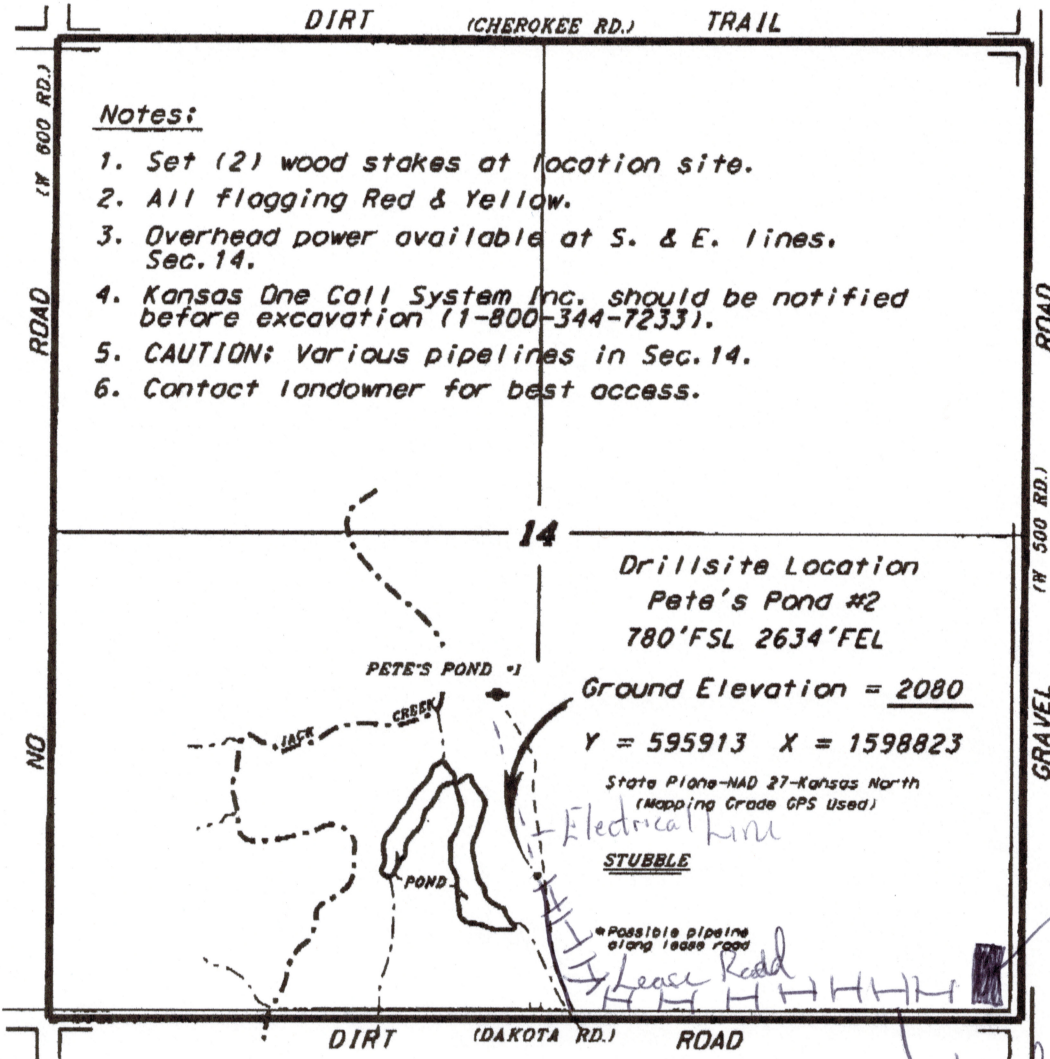 DIRT (CHEROKEE RD.) TRAIL
(W 600 RD.)
ROAD
NO
Notes:
1. Set (2) wood stakes at location site.
2. All flagging Red & Yellow.
3. Overhead power available at S. & E. lines.
Sec. 14.
4. Kansas One Call System Inc. should be notified
before excavation (1-800-344-7233).
5. CAUTION: Various pipelines in Sec. 14.
6. Contact landowner for best access.
ROAD
(W 500 RD.)
GRAVEL
14
Drillsite Location
Pete's Pond #2
780'FSL 2634'FEL
PETE'S POND #1
Ground Elevation = 2080
JACK CREEK
Y = 595913 X = 1598823
State Plane-NAD 27-Kansas North
(Mapping Grade GPS Used)
Electrical Line
STUBBLE
POND
*Possible pipeline
along lease road
Lease Road
DIRT (DAKOTA RD.) ROAD